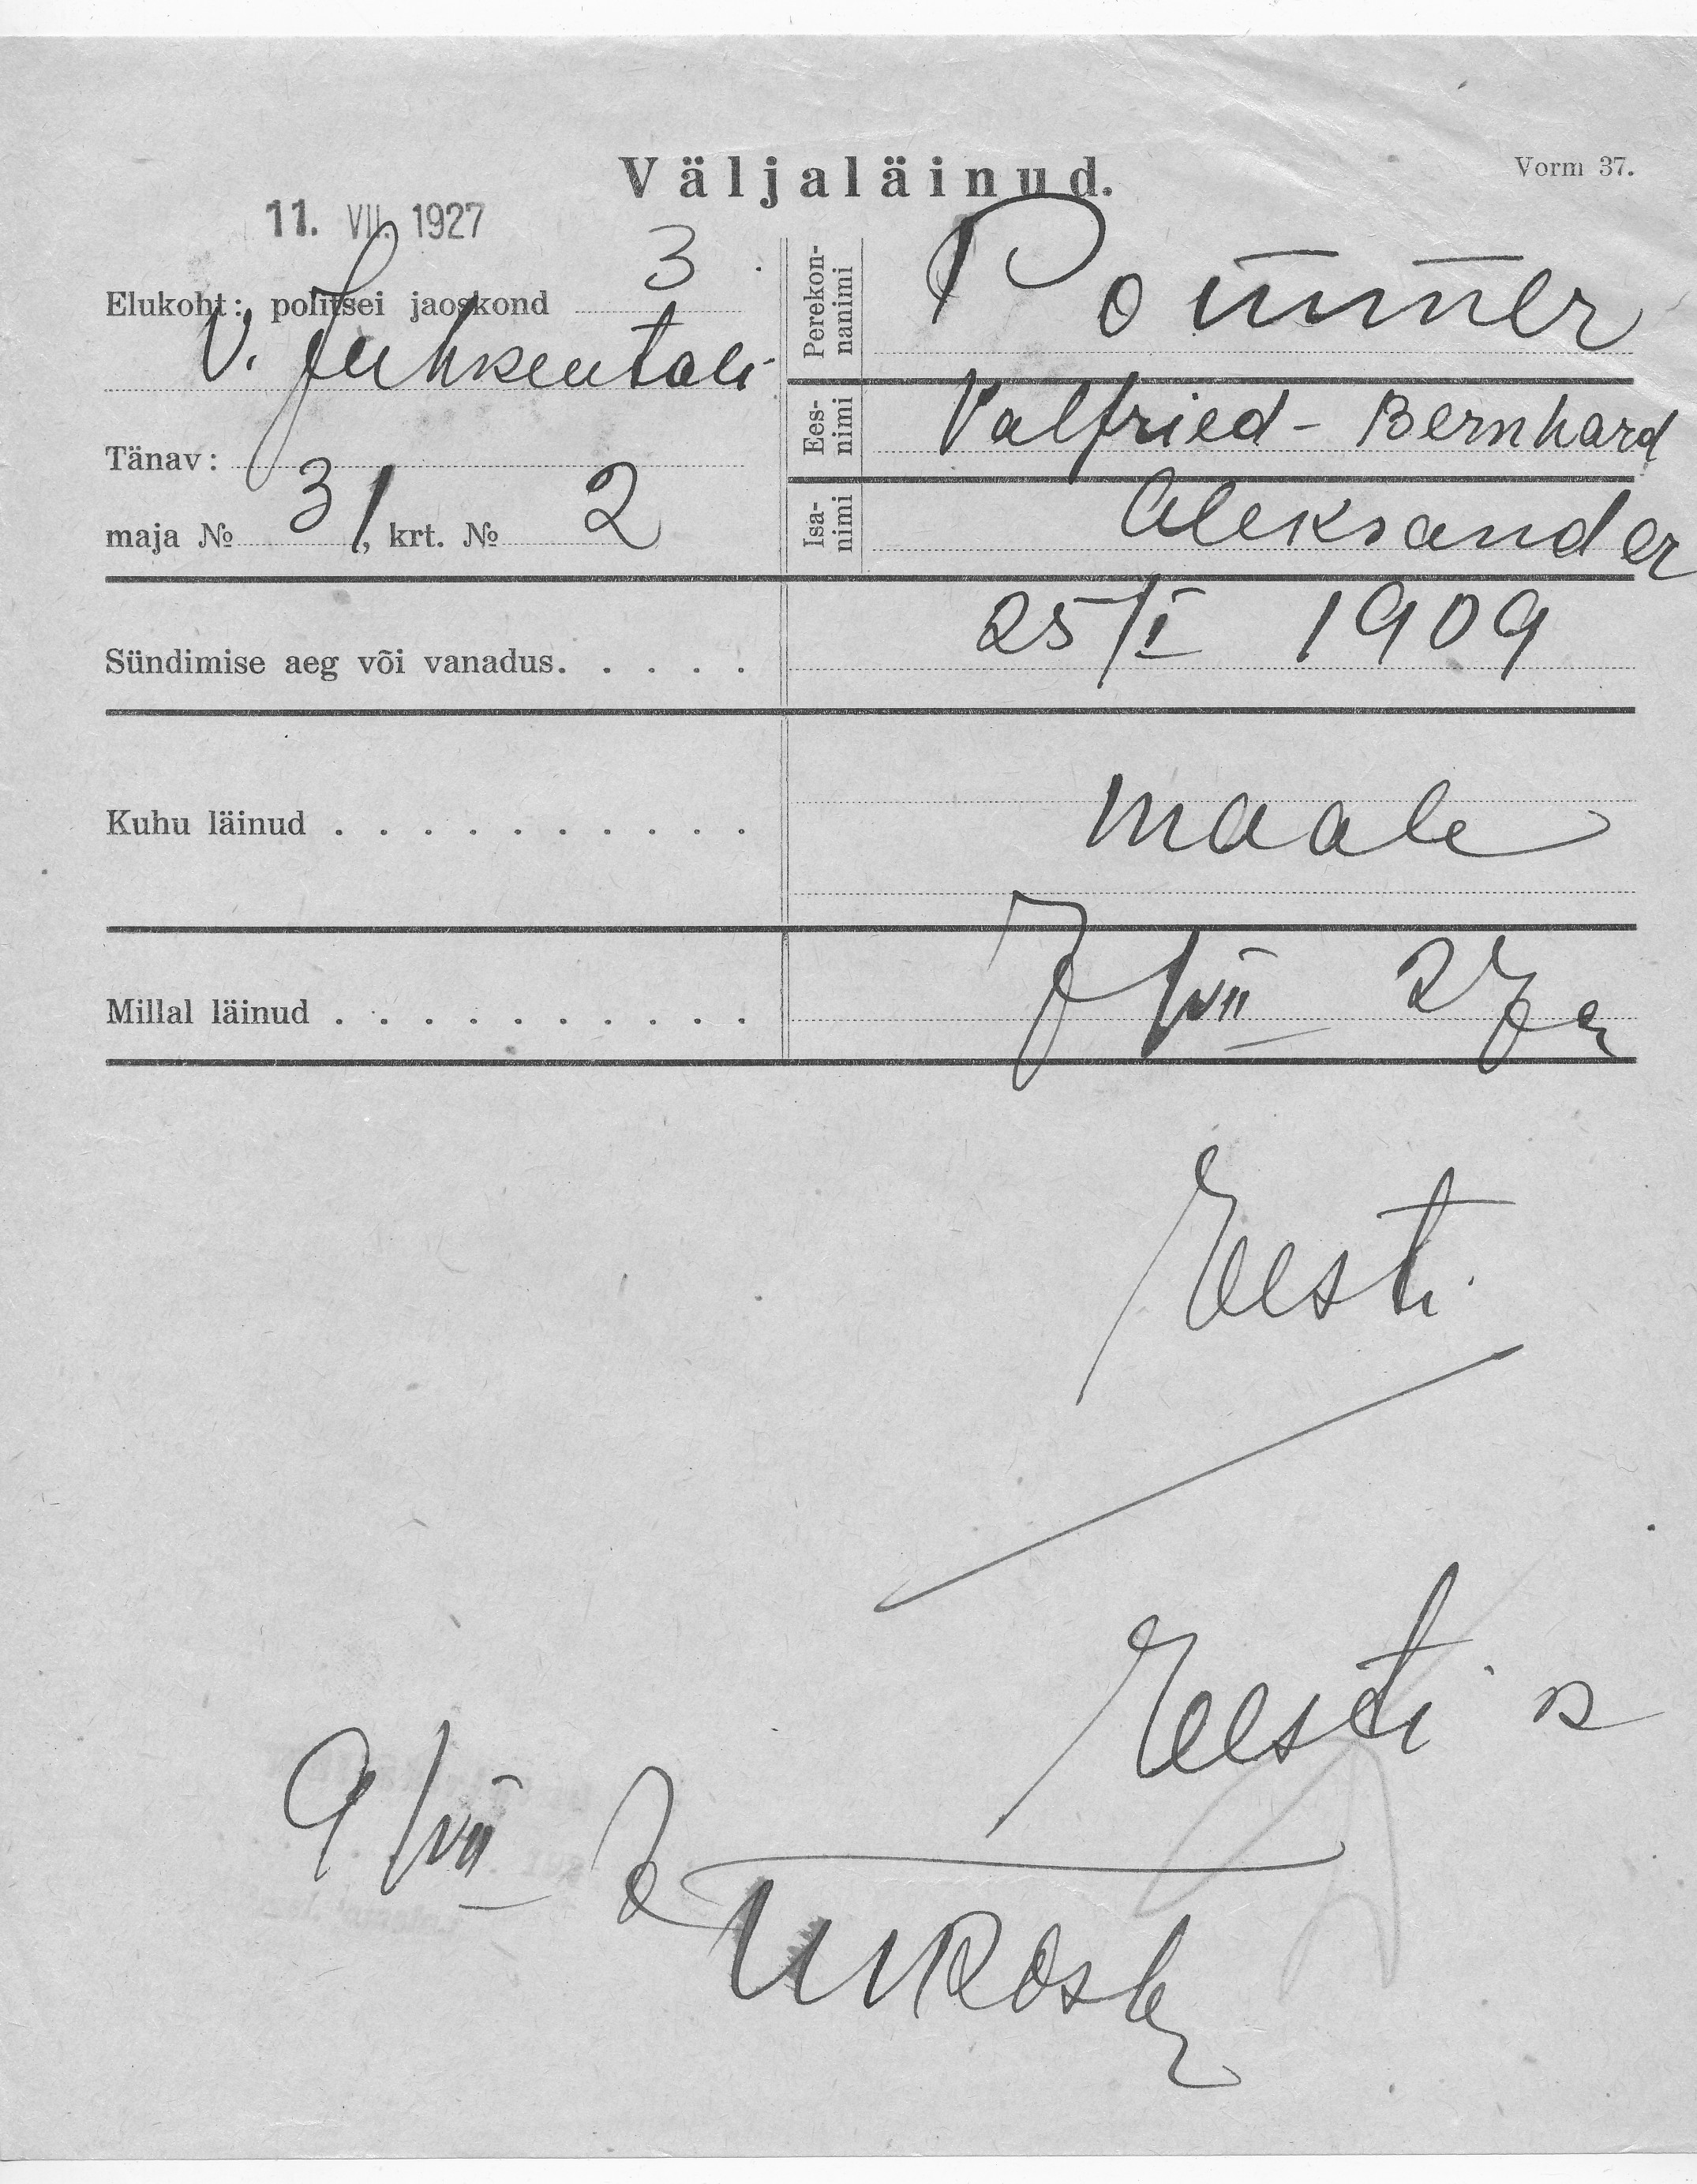 Väljaläinud.
Vorm 37.
11. VII. 1927
Elukoht: politsei jaoskond 3
V. Juhkentali
Tänav:
maja № 31, krt. № 2
Perekon-
nanimi
Pommer
Ees-
nimi
Valfried - Bernhard
Isa-
nimi
Aleksander
Sündimise aeg või vanadus. . . . . 25/I 1909
Kuhu läinud . . . . . . . . . . maale
Millal läinud . . . . . . . . . . 7/VII 27 a
Eesti
Eesti
9/VII